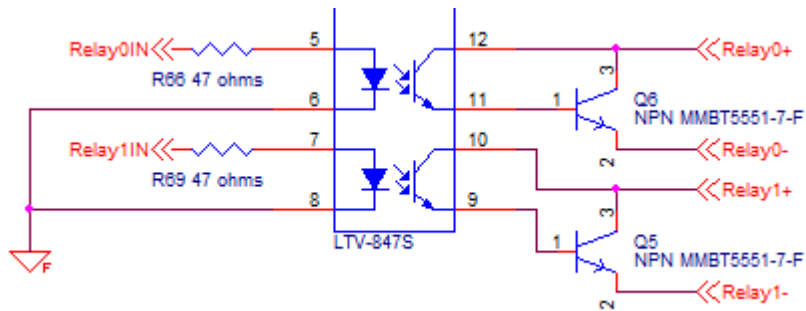 Relay0IN
5
12
Relay0+
R66 47 ohms
3
6
11
1
Q6
NPN MMBT5551-7-F
Relay1IN
7
10
2
Relay0-
R69 47 ohms
Relay1+
8
9
3
LTV-847S
1
Q5
NPN MMBT5551-7-F
F
2
Relay1-